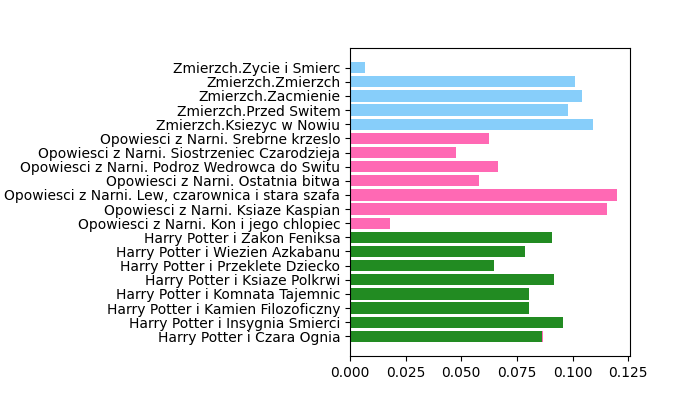 Zmierzch.Zycie i Smierc
Zmierzch.Zmierzch
Zmierzch.Zacmienie
Zmierzch.Przed Switem
Zmierzch.Ksiezyc w Nowiu
Opowiesci z Narni. Srebrne krzeslo
Opowiesci z Narni. Siostrzeniec Czarodzieja
Opowiesci z Narni. Podroz Wedrowca do Switu
Opowiesci z Narni. Ostatnia bitwa
Opowiesci z Narni. Lew, czarownica i stara szafa
Opowiesci z Narni. Ksiaze Kaspian
Opowiesci z Narni. Kon i jego chlopiec
Harry Potter i Zakon Feniksa
Harry Potter i Wiezien Azkabanu
Harry Potter i Przeklete Dziecko
Harry Potter i Ksiaze Polkrwi
Harry Potter i Komnata Tajemnic
Harry Potter i Kamien Filozoficzny
Harry Potter i Insygnia Smierci
Harry Potter i Czara Ognia
0.000 0.025 0.050 0.075 0.100 0.125